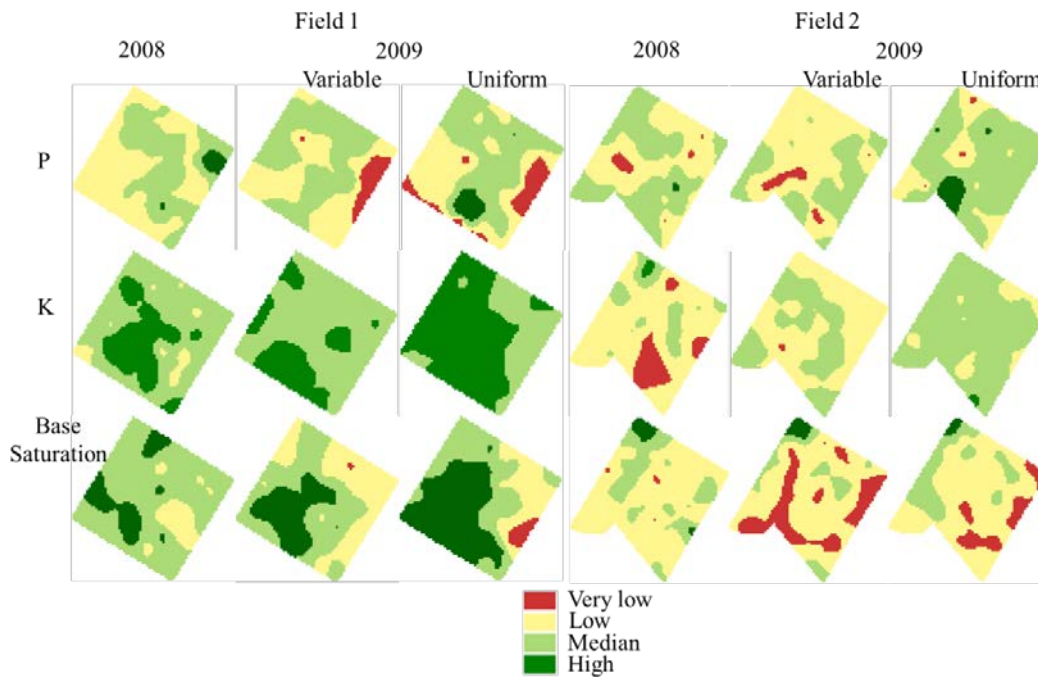 Field 1
Field 2
2008
2009
2008
2009
Variable
Uniform
Variable
Uniform
P
K
Base
Saturation
Very low
Low
Median
High